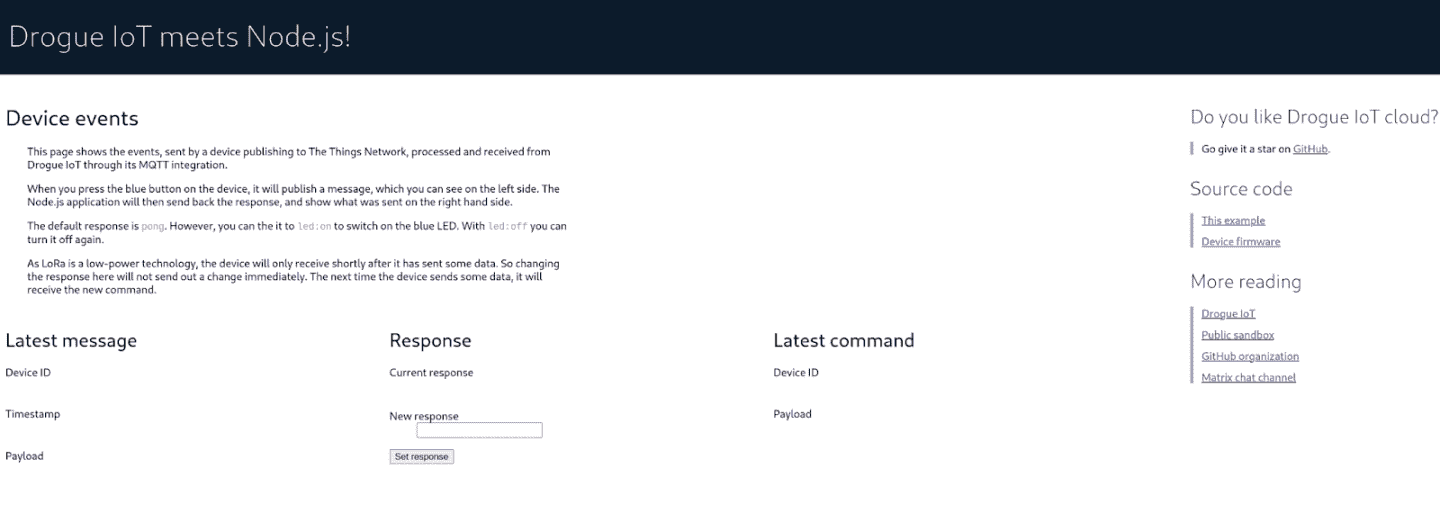 Drogue IoT meets Node.js!
Device events
This page shows the events, sent by a device publishing to The Things Network, processed and received from
Drogue IoT through its MQTT integration.
When you press the blue button on the device, it will publish a message, which you can see on the left side. The
Node.js application will then send back the response, and show what was sent on the right hand side.
The default response is pong. However, you can the it to led:on to switch on the blue LED. With led:off you can
turn it off again.
As LoRa is a low-power technology, the device will only receive shortly after it has sent some data. So changing
the response here will not send out a change immediately. The next time the device sends some data, it will
receive the new command.
Latest message
Device ID
Timestamp
Payload
Response
Current response
New response
Set response
Latest command
Device ID
Payload
Do you like Drogue IoT cloud?
Go give it a star on GitHub.
Source code
This example
Device firmware
More reading
Drogue IoT
Public sandbox
GitHub organization
Matrix chat channel